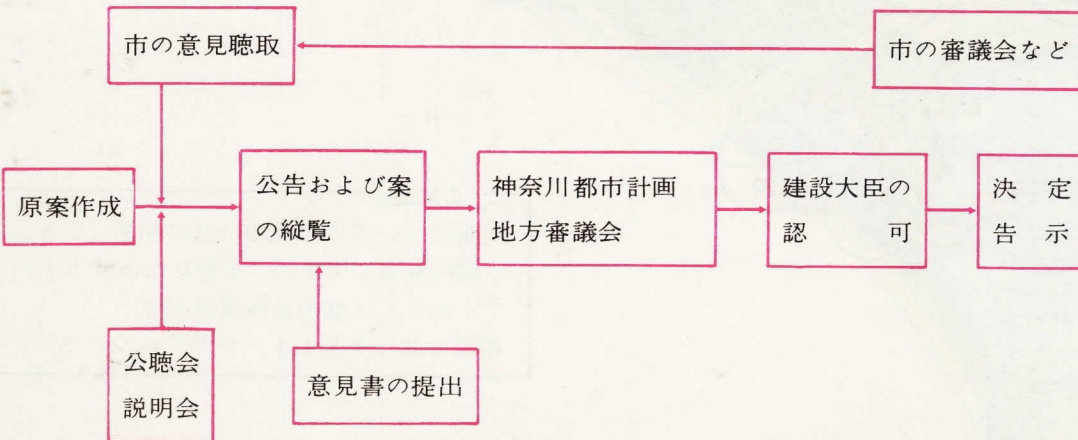 市の意見聴取
市の審議会など
原案作成
公告および案
の縦覧
神奈川都市計画
地方審議会
建設大臣の
認　　可
決　定
告　示
公聴会
説明会
意見書の提出